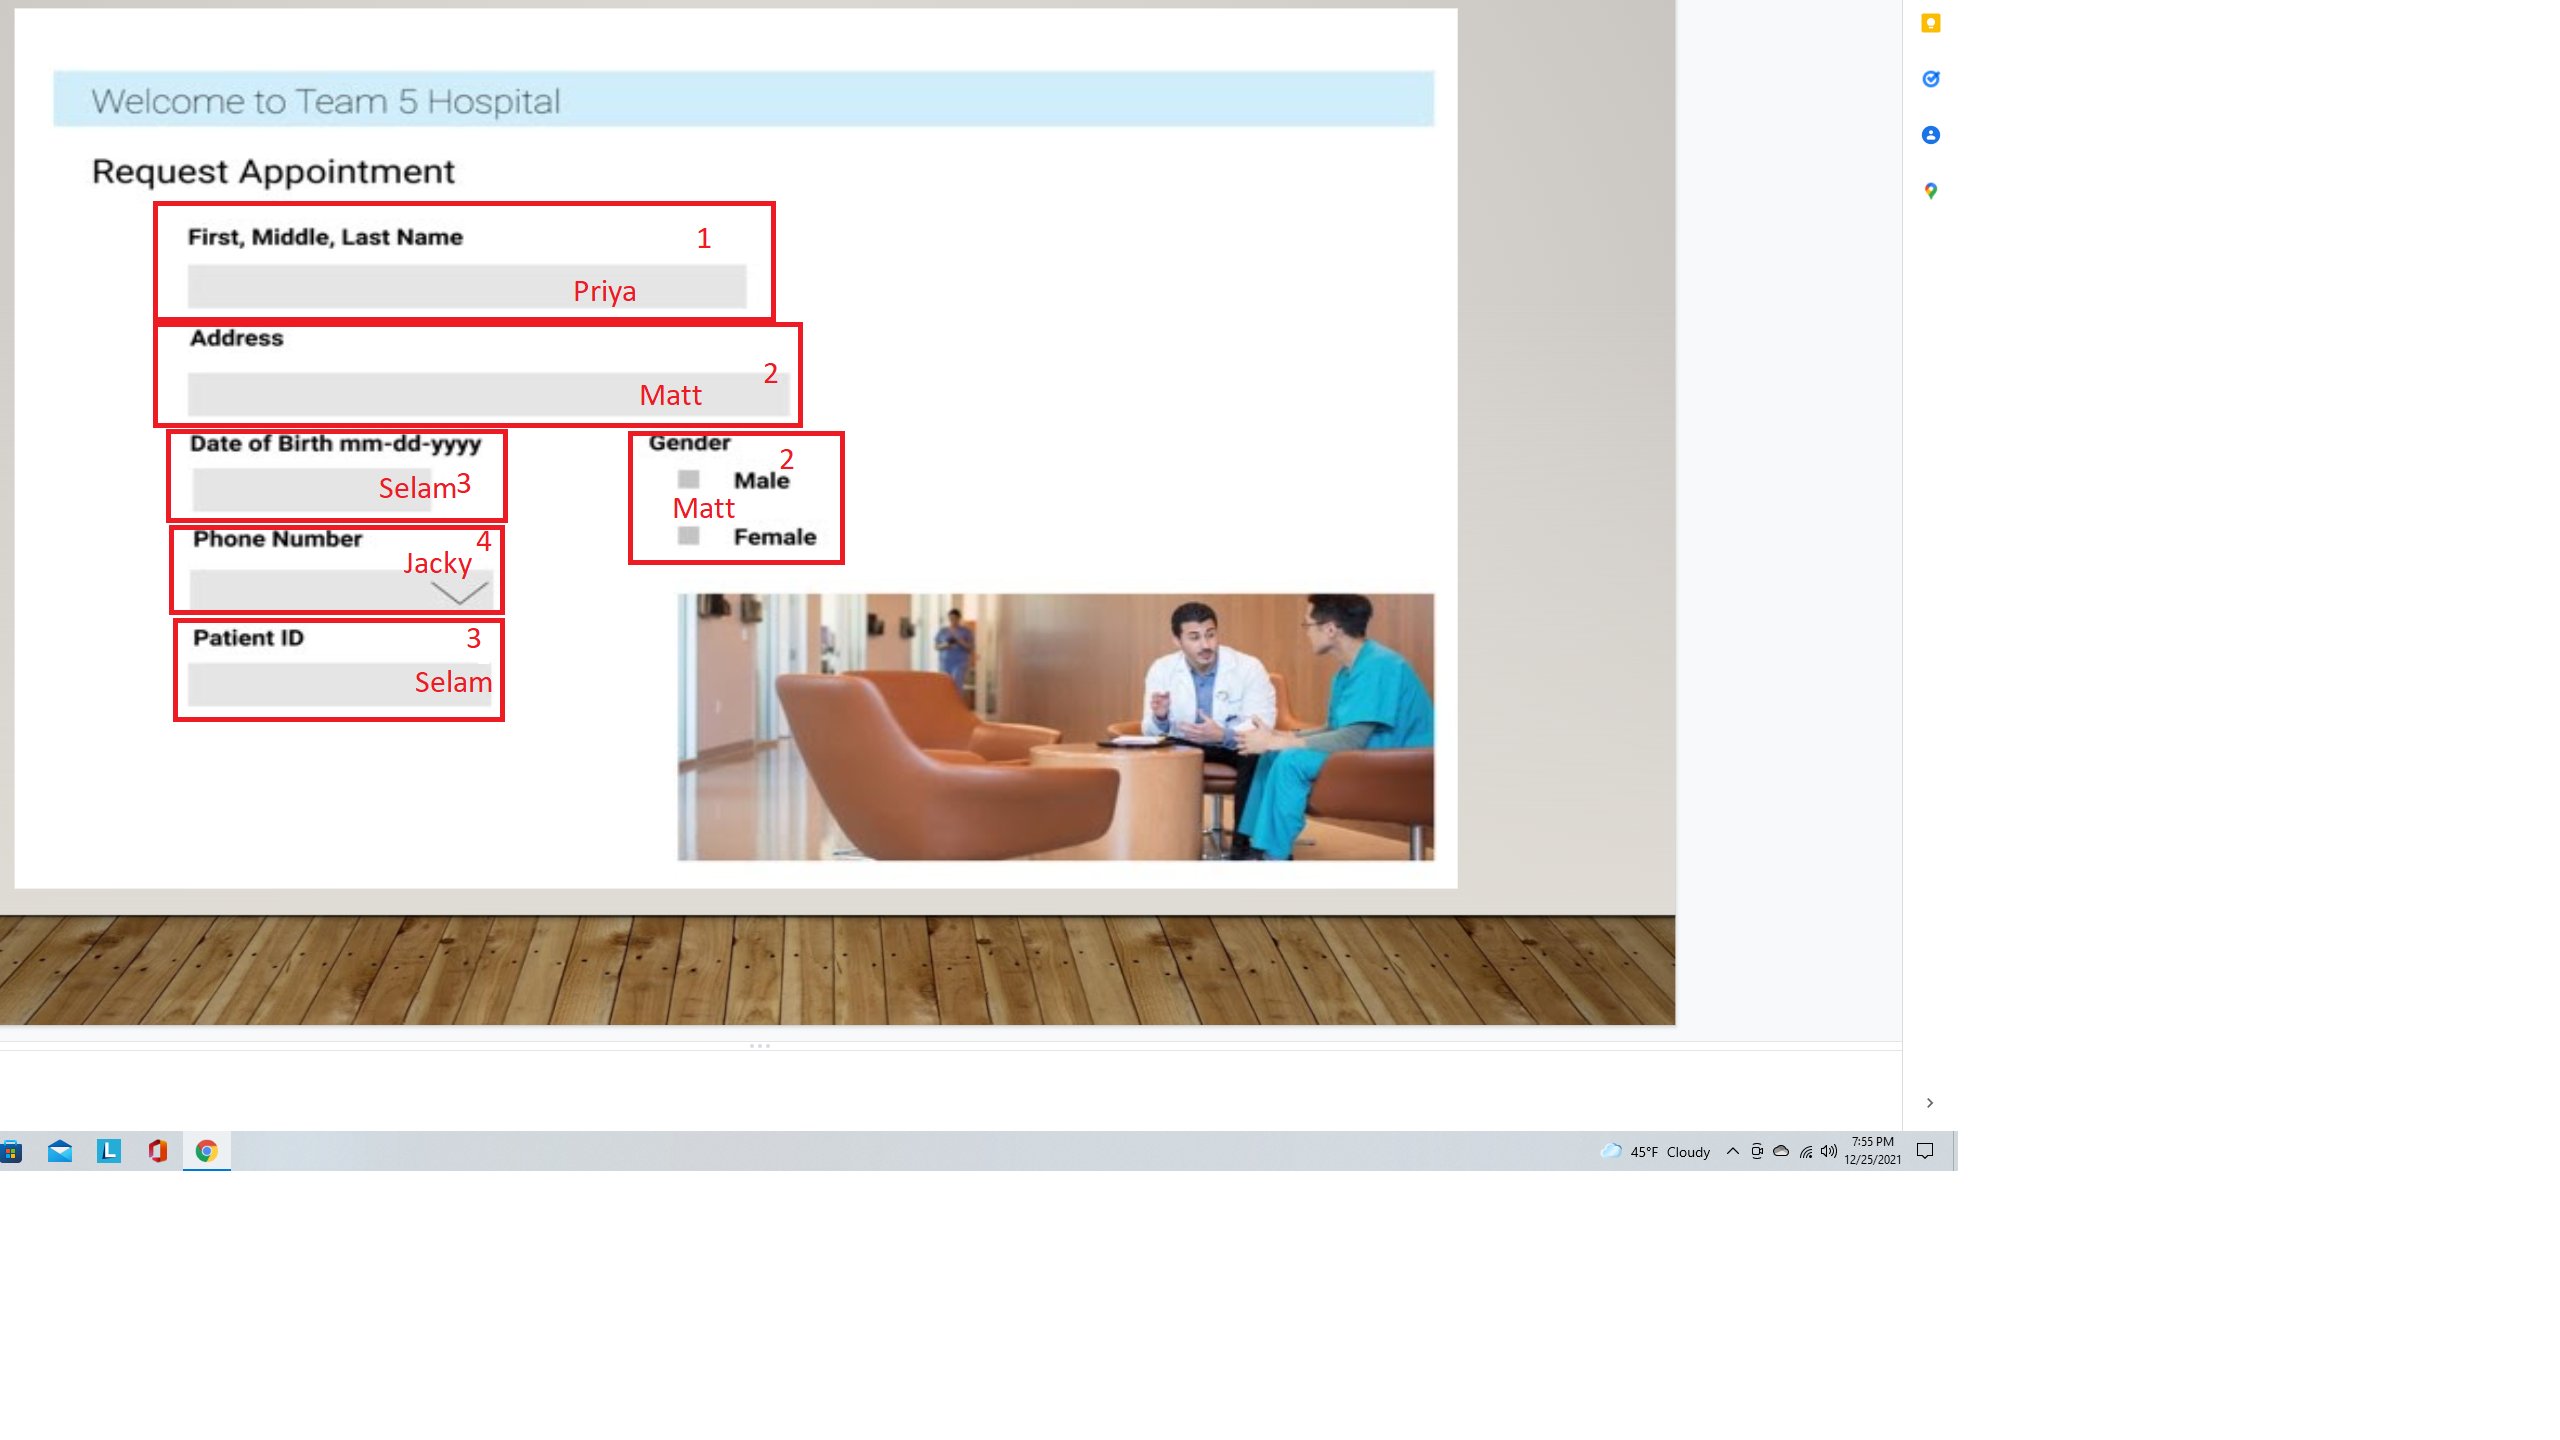 Welcome to Team 5 Hospital
Request Appointment
First, Middle, Last Name 1
Priya
Address
2
Matt
Date of Birth mm-dd-yyyy
Selam3
Gender
2
Male
Matt
Female
Phone Number 4
Jacky
Patient ID 3
Selam
45°F Cloudy
7:55 PM
12/25/2021